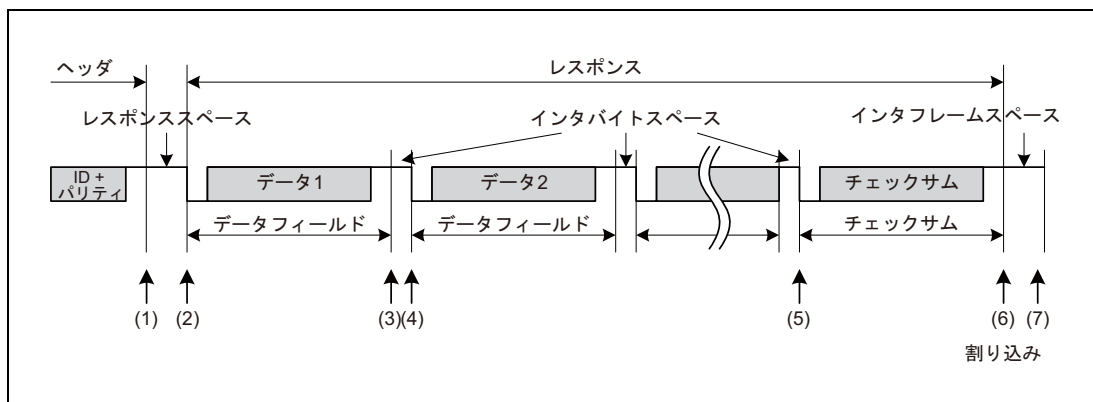 ヘッダ
レスポンス
レスポンススペース
インタバイトスペース
インタフレームスペース
ID +
パリティ
データ1
データ2
チェックサム
データフィールド
データフィールド
チェックサム
(1)
(2)
(3)
(4)
(5)
(6)
(7)
割り込み